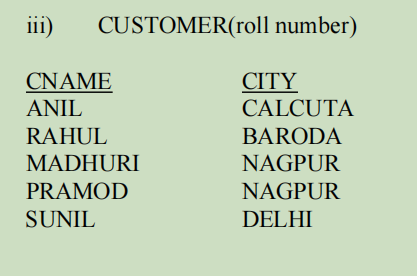 iii) CUSTOMER(roll number)
CNAME CITY
ANIL CALCUTA
RAHUL BARODA
MADHURI NAGPUR
PRAMOD NAGPUR
SUNIL DELHI